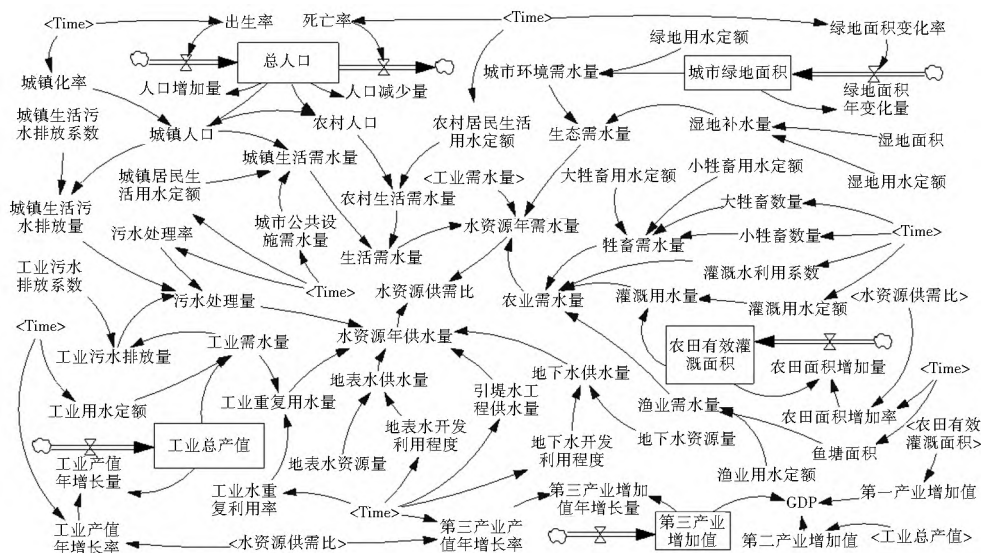 <Time>
出生率
死亡率
<Time>
绿地面积变化率
绿地用水定额
总人口
城市环境需水量
城市绿地面积
城镇化率
人口增加量
人口减少量
绿地面积
年变化量
城镇生活污
水排放系数
城镇人口
农村人口
农村居民生活
用水定额
生态需水量
湿地补水量
湿地面积
城镇生活需水量
城镇居民生
活用水定额
<工业需水量>
大牲畜用水定额
小牲畜用水定额
湿地用水定额
农村生活需水量
城镇生活污
水排放量
城市公共设
施需水量
水资源年需水量
大牲畜数量
<Time>
污水处理率
生活需水量
牲畜需水量
小牲畜数量
工业污水
排放系数
灌溉水利用系数
<Time>
水资源供需比
农业需水量
灌溉用水量
灌溉用水定额
<水资源供需比>
污水处理量
<Time>
工业污水排放量
工业需水量
水资源年供水量
农田有效灌
溉面积
农田面积增加量
<Time>
地表水供水量
引堤水工
程供水量
地下水供水量
工业用水定额
工业重复用水量
渔业需水量
农田面积增加率
<农田有效
灌溉面积>
地表水开发
利用程度
工业总产值
地表水资源量
地下水开发
利用程度
地下水资源量
鱼塘面积
工业产值
年增长量
渔业用水定额
工业水重
复利用率
第三产业增加
值年增长量
GDP
第一产业增加值
<Time>
工业产值
年增长率
<水资源供需比>
第三产业产
值年增长率
第三产业
增加值
第二产业增加值
<工业总产值>